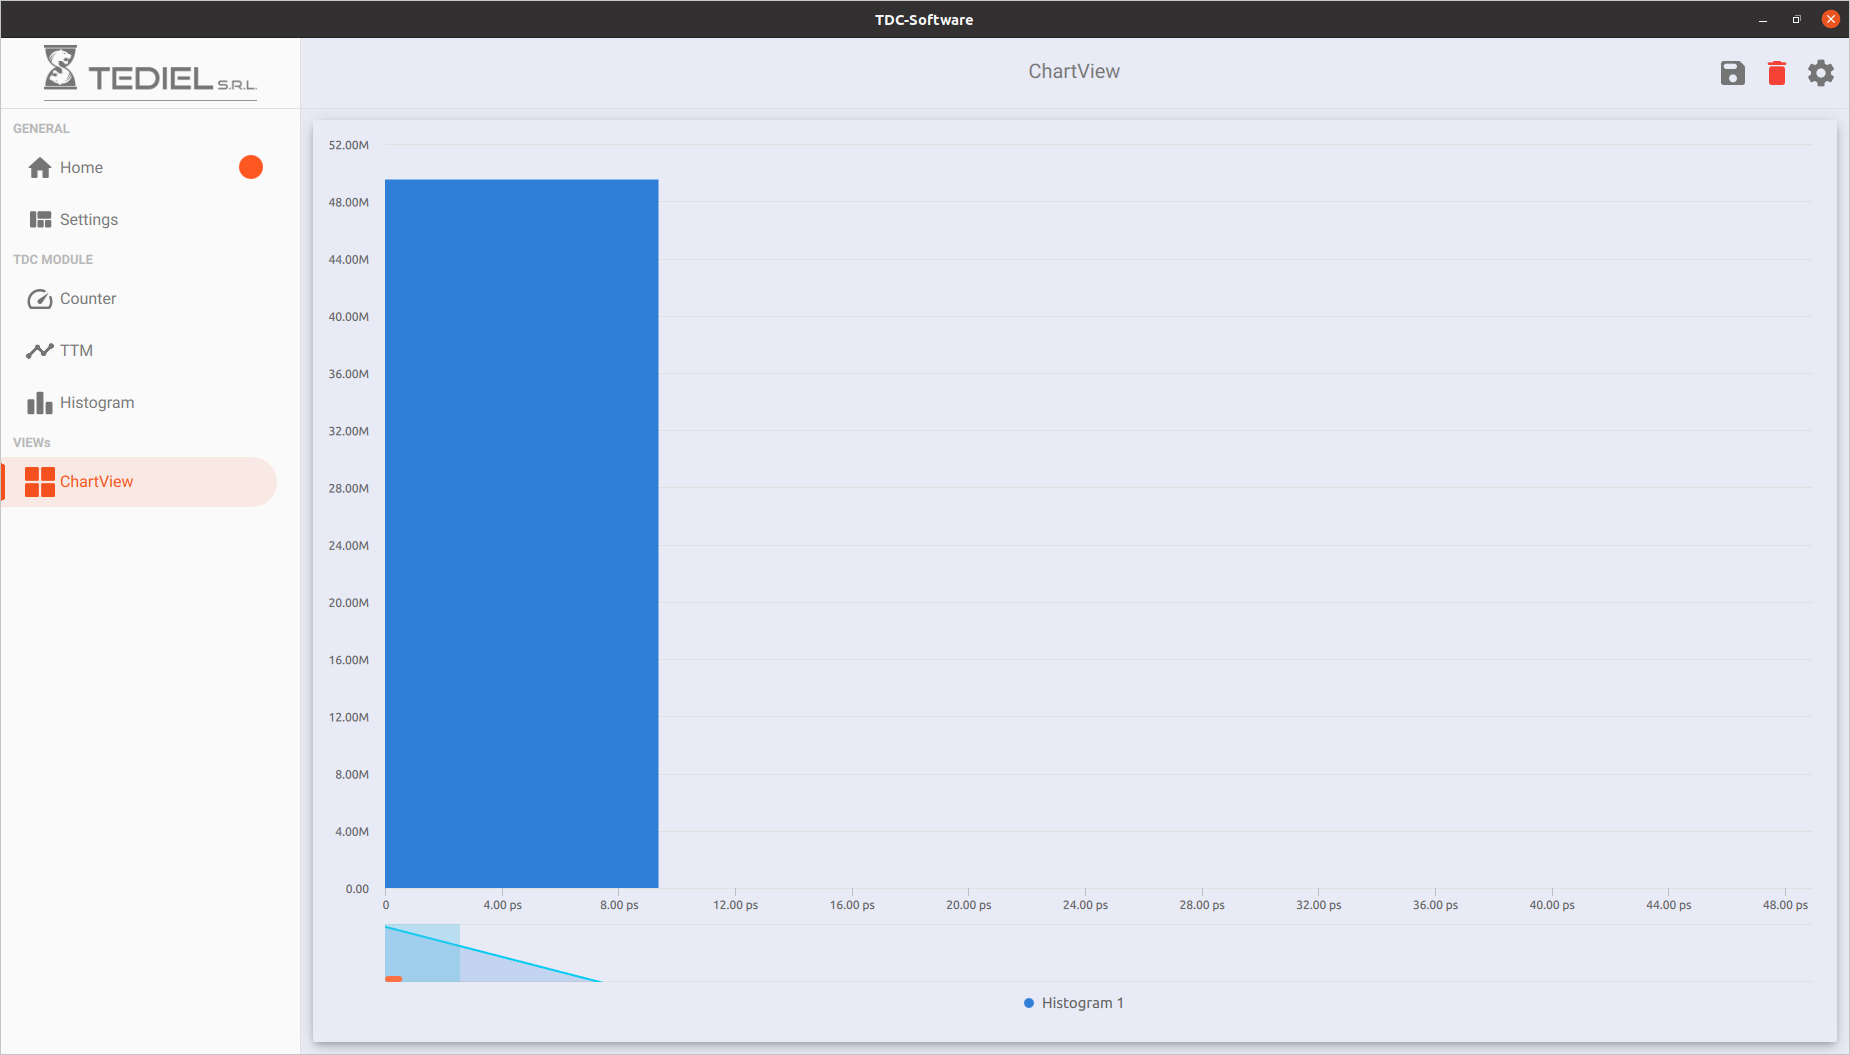 TDC-Software
TEDIEL S.R.L.
ChartView
GENERAL
Home
Settings
TDC MODULE
Counter
TTM
Histogram
VIEWs
ChartView
52.00M
48.00M
44.00M
40.00M
36.00M
32.00M
28.00M
24.00M
20.00M
16.00M
12.00M
8.00M
4.00M
0.00
0 4.00 ps 8.00 ps 12.00 ps 16.00 ps 20.00 ps 24.00 ps 28.00 ps 32.00 ps 36.00 ps 40.00 ps 44.00 ps 48.00 ps
Histogram 1